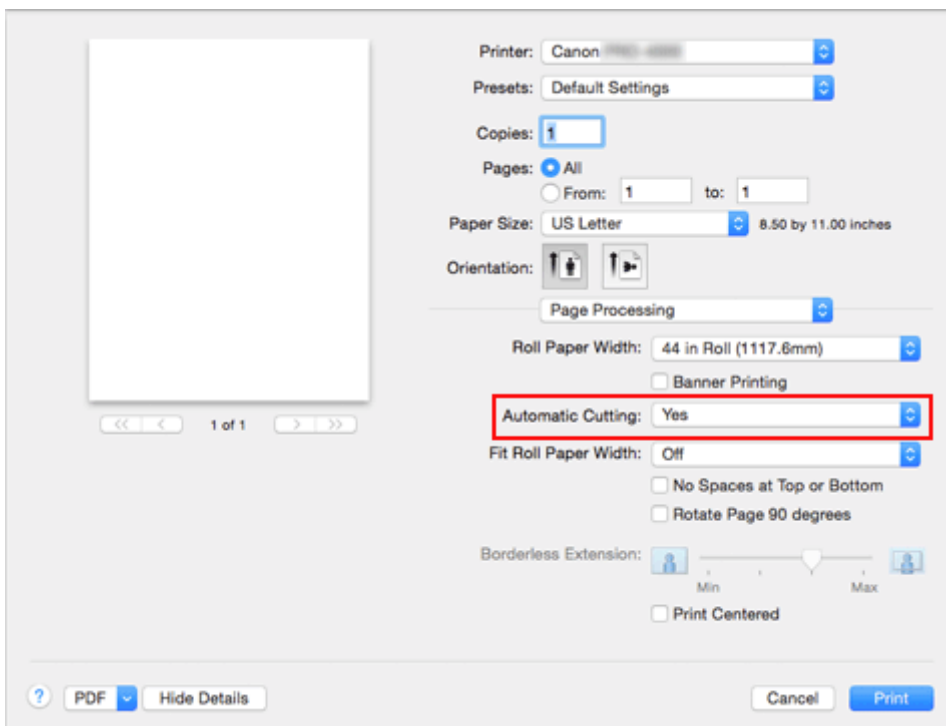 Printer: Canon
Presets: Default Settings
Copies: 1
Pages: All
From: 1 to: 1
Paper Size: US Letter 8.50 by 11.00 inches
Orientation:
Page Processing
Roll Paper Width: 44 in Roll (1117.6mm)
Banner Printing
<< < 1 of 1 > >>
Automatic Cutting: Yes
Fit Roll Paper Width: Off
No Spaces at Top or Bottom
Rotate Page 90 degrees
Borderless Extension:
Min Max
Print Centered
? PDF Hide Details Cancel Print